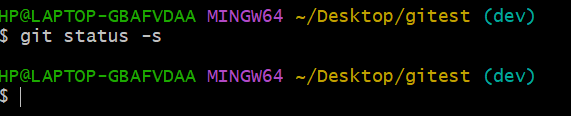 HP@LAPTOP-GBAFVDAA MINGW64 ~/Desktop/gitest (dev)
$ git status -s
HP@LAPTOP-GBAFVDAA MINGW64 ~/Desktop/gitest (dev)
$